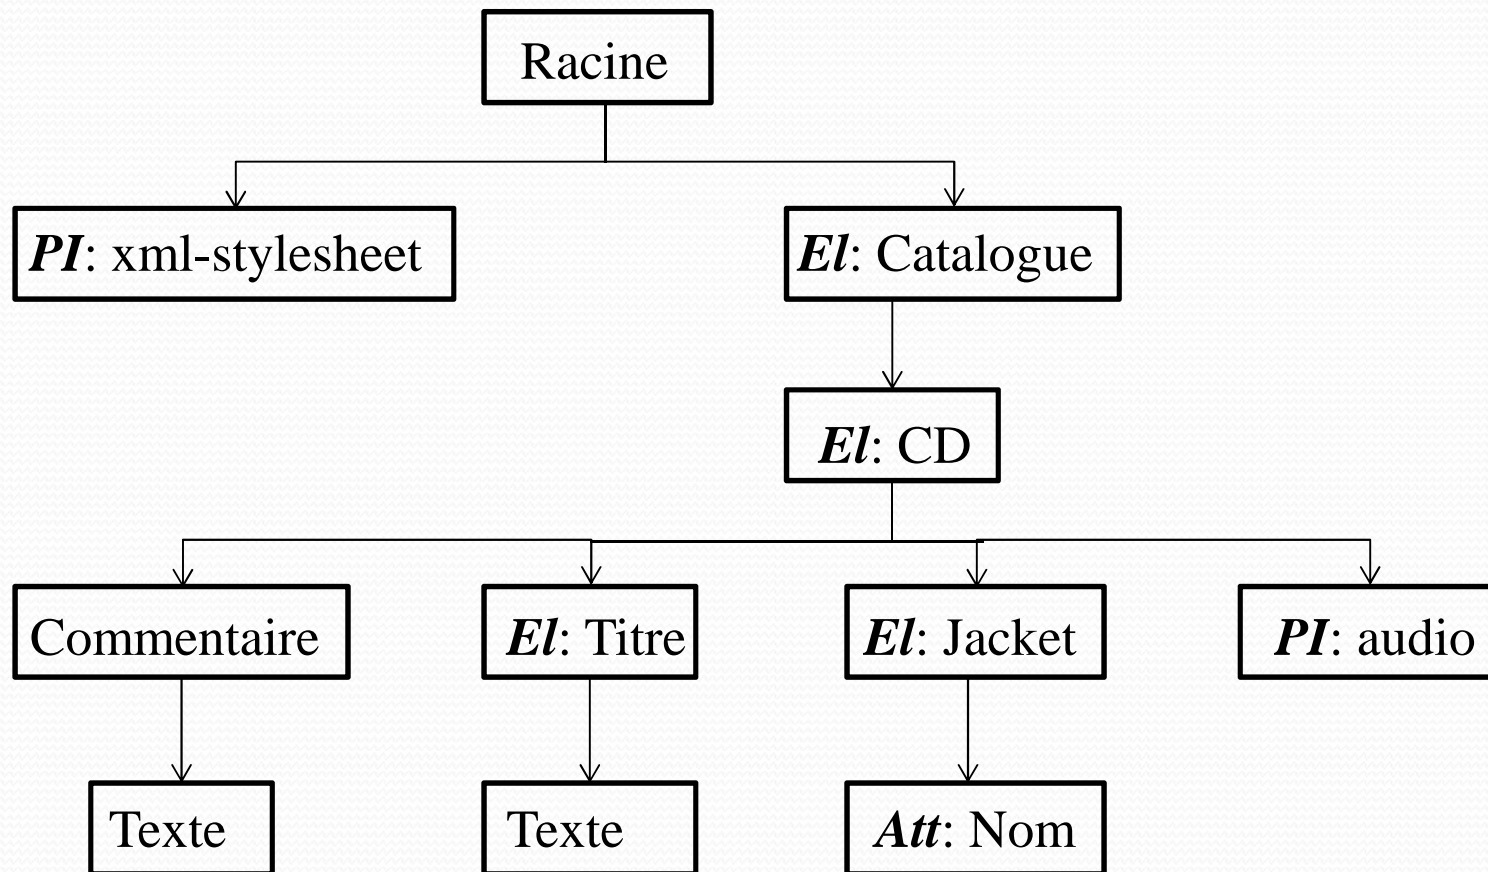 Racine
PI: xml-stylesheet
El: Catalogue
El: CD
Commentaire
El: Titre
El: Jacket
PI: audio
Texte
Texte
Att: Nom